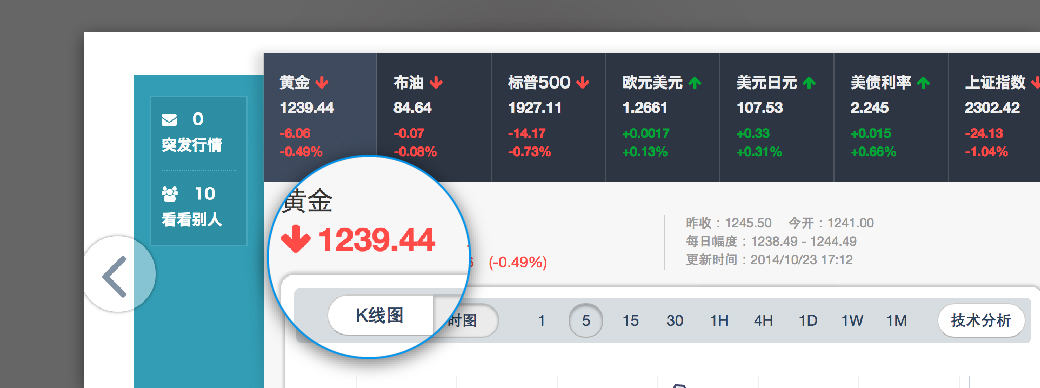 黄金 布油 标普500 欧元美元 美元日元 美债利率 上证指数
1239.44 84.64 1927.11 1.2661 107.53 2.245 2302.42
-6.06 -0.07 -14.17 +0.0017 +0.33 +0.015 -24.13
-0.49% -0.08% -0.73% +0.13% +0.31% +0.66% -1.04%
0
突发行情
10
看看别人
黄金
1239.44
(-0.49%)
昨收：1245.50 今开：1241.00
每日幅度：1238.49 - 1244.49
更新时间：2014/10/23 17:12
K线图 时图 1 5 15 30 1H 4H 1D 1W 1M 技术分析